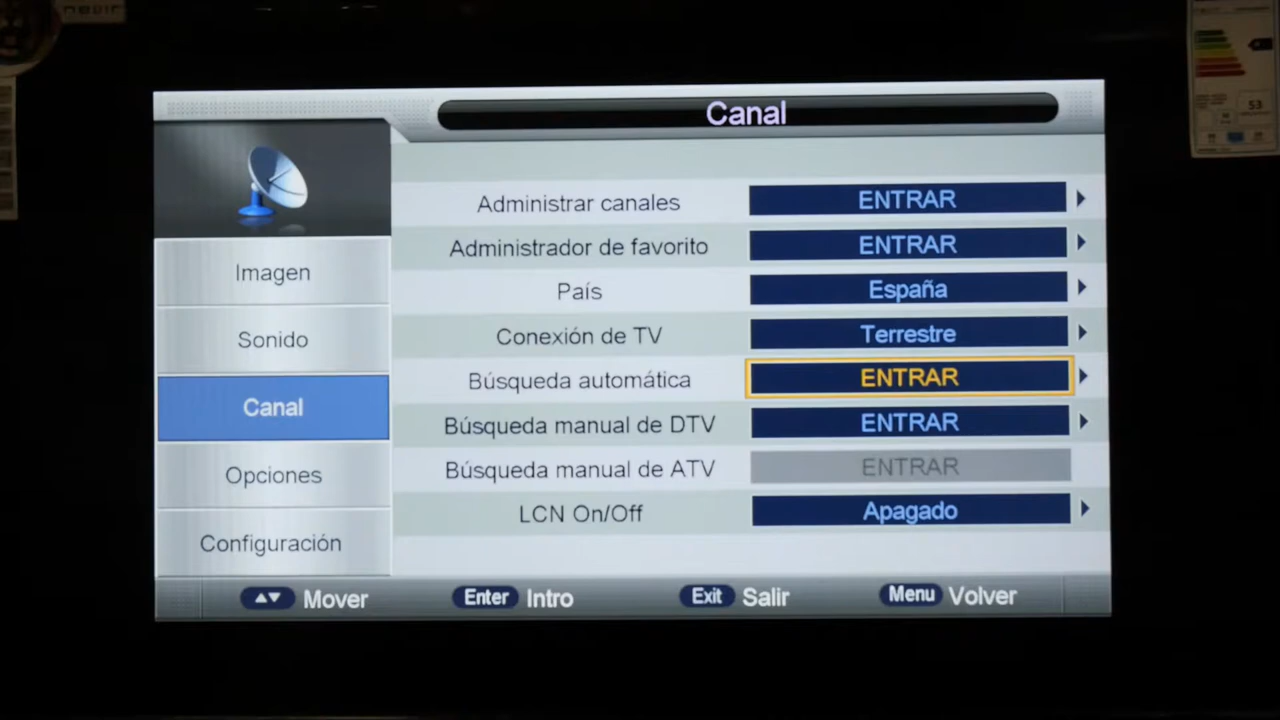 Canal
Administrar canales ENTRAR
Administrador de favorito ENTRAR
País España
Conexión de TV Terrestre
Búsqueda automática ENTRAR
Búsqueda manual de DTV ENTRAR
Búsqueda manual de ATV ENTRAR
LCN On/Off Apagado
Imagen
Sonido
Canal
Opciones
Configuración
Mover Enter Intro Exit Salir Menu Volver
53